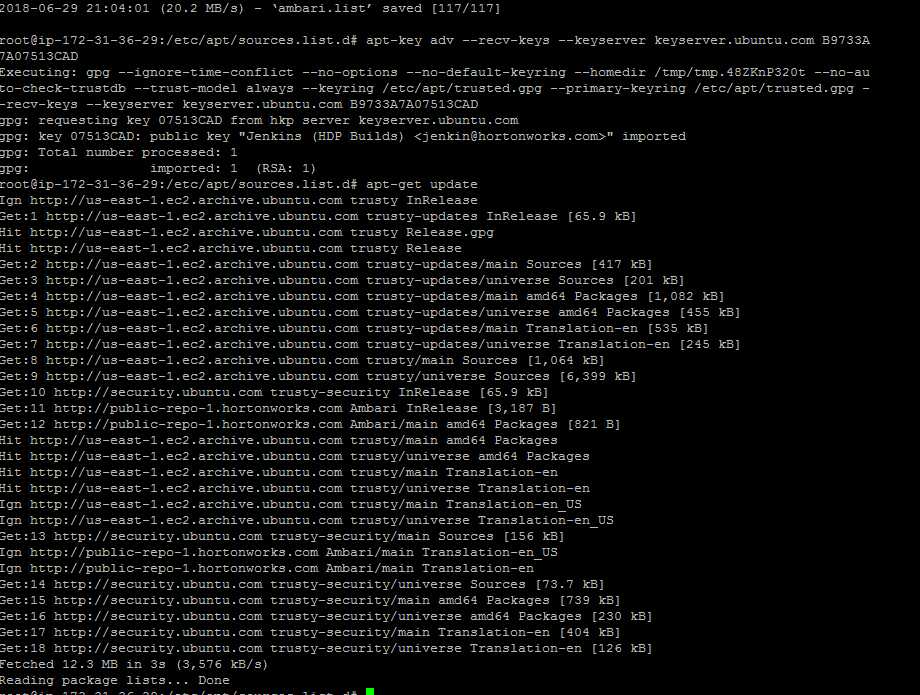 2018-06-29 21:04:01 (20.2 MB/s) - ‘ambari.list’ saved [117/117]
root@ip-172-31-36-29:/etc/apt/sources.list.d# apt-key adv --recv-keys --keyserver keyserver.ubuntu.com B9733A
7A07513CAD
Executing: gpg --ignore-time-conflict --no-options --no-default-keyring --homedir /tmp/tmp.48ZKnP320t --no-au
to-check-trustdb --trust-model always --keyring /etc/apt/trusted.gpg --primary-keyring /etc/apt/trusted.gpg -
-recv-keys --keyserver keyserver.ubuntu.com B9733A7A07513CAD
gpg: requesting key 07513CAD from hkp server keyserver.ubuntu.com
gpg: key 07513CAD: public key "Jenkins (HDP Builds) <jenkin@hortonworks.com>" imported
gpg: Total number processed: 1
gpg:               imported: 1  (RSA: 1)
root@ip-172-31-36-29:/etc/apt/sources.list.d# apt-get update
Ign http://us-east-1.ec2.archive.ubuntu.com trusty InRelease
Get:1 http://us-east-1.ec2.archive.ubuntu.com trusty-updates InRelease [65.9 kB]
Hit http://us-east-1.ec2.archive.ubuntu.com trusty Release.gpg
Hit http://us-east-1.ec2.archive.ubuntu.com trusty Release
Get:2 http://us-east-1.ec2.archive.ubuntu.com trusty-updates/main Sources [417 kB]
Get:3 http://us-east-1.ec2.archive.ubuntu.com trusty-updates/universe Sources [201 kB]
Get:4 http://us-east-1.ec2.archive.ubuntu.com trusty-updates/main amd64 Packages [1,082 kB]
Get:5 http://us-east-1.ec2.archive.ubuntu.com trusty-updates/universe amd64 Packages [455 kB]
Get:6 http://us-east-1.ec2.archive.ubuntu.com trusty-updates/main Translation-en [535 kB]
Get:7 http://us-east-1.ec2.archive.ubuntu.com trusty-updates/universe Translation-en [245 kB]
Get:8 http://us-east-1.ec2.archive.ubuntu.com trusty/main Sources [1,064 kB]
Get:9 http://us-east-1.ec2.archive.ubuntu.com trusty/universe Sources [6,399 kB]
Get:10 http://security.ubuntu.com trusty-security InRelease [65.9 kB]
Get:11 http://public-repo-1.hortonworks.com Ambari InRelease [3,187 B]
Get:12 http://public-repo-1.hortonworks.com Ambari/main amd64 Packages [821 B]
Hit http://us-east-1.ec2.archive.ubuntu.com trusty/main amd64 Packages
Hit http://us-east-1.ec2.archive.ubuntu.com trusty/universe amd64 Packages
Hit http://us-east-1.ec2.archive.ubuntu.com trusty/main Translation-en
Hit http://us-east-1.ec2.archive.ubuntu.com trusty/universe Translation-en
Ign http://us-east-1.ec2.archive.ubuntu.com trusty/main Translation-en_US
Ign http://us-east-1.ec2.archive.ubuntu.com trusty/universe Translation-en_US
Get:13 http://security.ubuntu.com trusty-security/main Sources [156 kB]
Ign http://public-repo-1.hortonworks.com Ambari/main Translation-en_US
Ign http://public-repo-1.hortonworks.com Ambari/main Translation-en
Get:14 http://security.ubuntu.com trusty-security/universe Sources [73.7 kB]
Get:15 http://security.ubuntu.com trusty-security/main amd64 Packages [739 kB]
Get:16 http://security.ubuntu.com trusty-security/universe amd64 Packages [230 kB]
Get:17 http://security.ubuntu.com trusty-security/main Translation-en [404 kB]
Get:18 http://security.ubuntu.com trusty-security/universe Translation-en [126 kB]
Fetched 12.3 MB in 3s (3,576 kB/s)
Reading package lists... Done
root@ip-172-31-36-29:/etc/apt/sources.list.d#